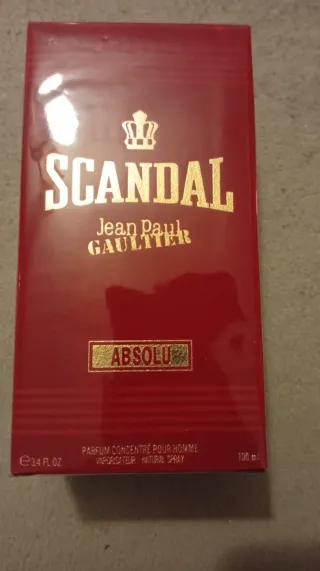 SCANDAL
Jean Paul
GAULTIER
ABSOLU
PARFUM CONCENTRÉ POUR HOMME
VAPORISATEUR NATURAL SPRAY
℮ 3.4 FL.OZ. 100 ml